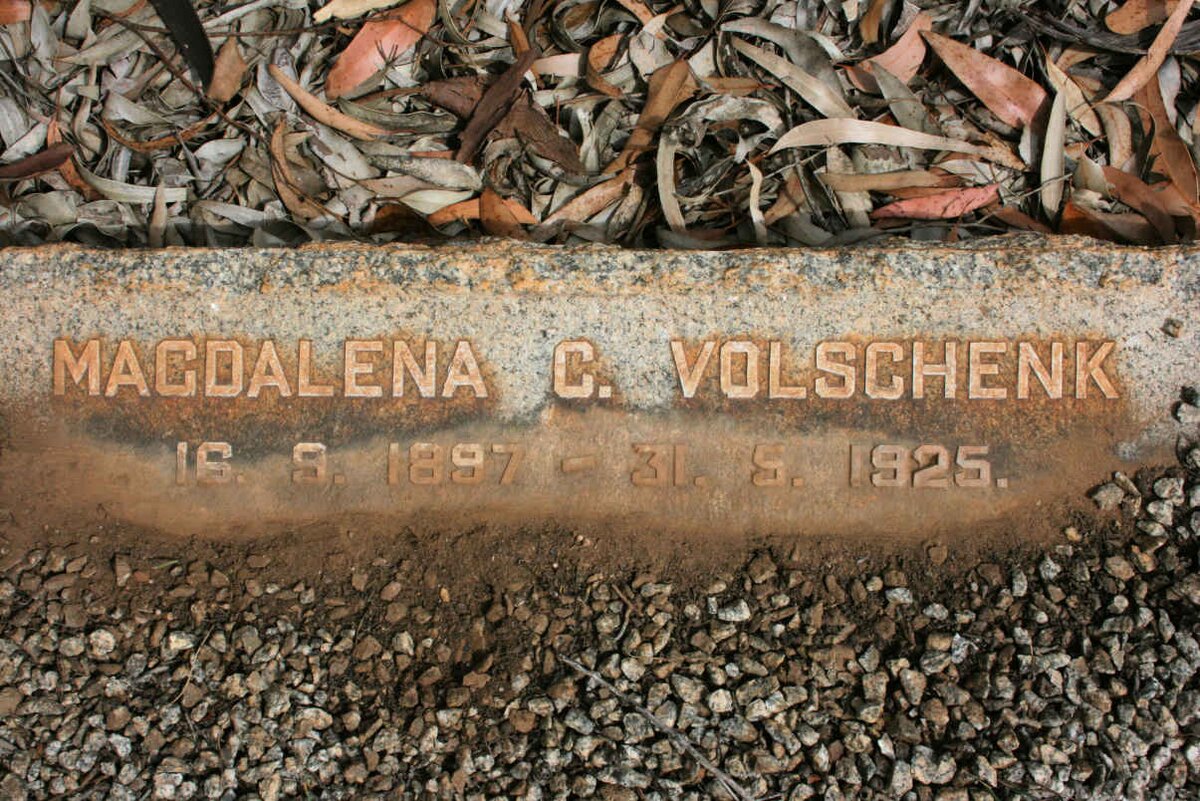 MAGDALENA C. VOLSCHENK
16. 9. 1897 - 31. 5. 1925.